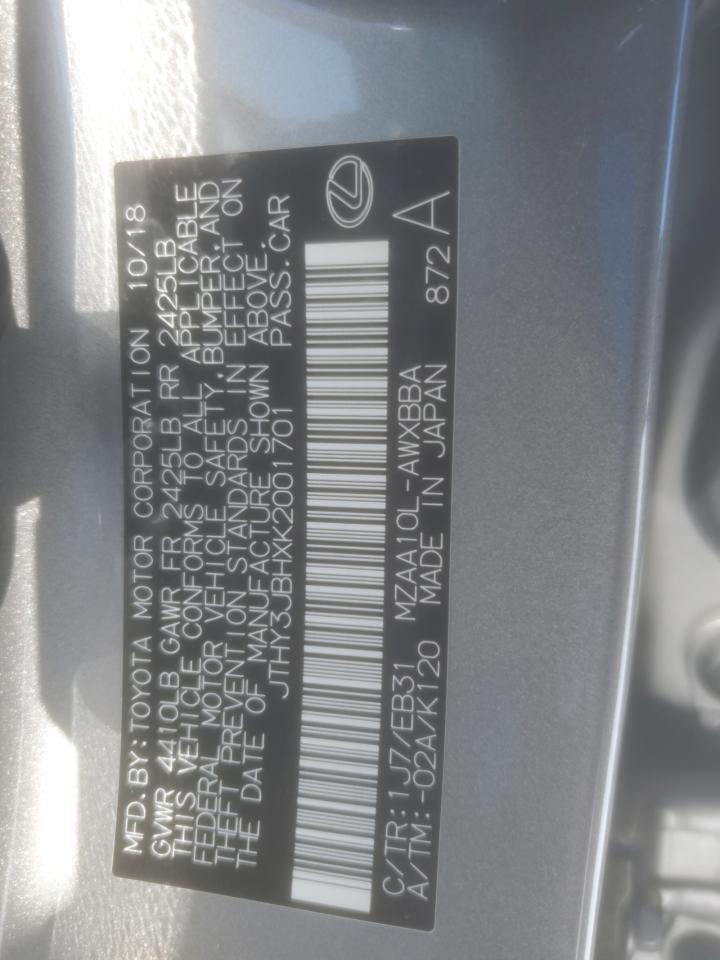 MFD. BY: TOYOTA MOTOR CORPORATION 10/18
GVWR 4410LB GAWR FR 2425LB RR 2425LB
THIS VEHICLE CONFORMS TO ALL APPLICABLE
FEDERAL MOTOR VEHICLE SAFETY, BUMPER, AND
THEFT PREVENTION STANDARDS IN EFFECT ON
THE DATE OF MANUFACTURE SHOWN ABOVE.
JTHY3JBHXK2001701 PASS. CAR
C/TR: 1J7/EB31 MZAA10L-AWXBBA 872 A
A/TM: -02A/K120 MADE IN JAPAN